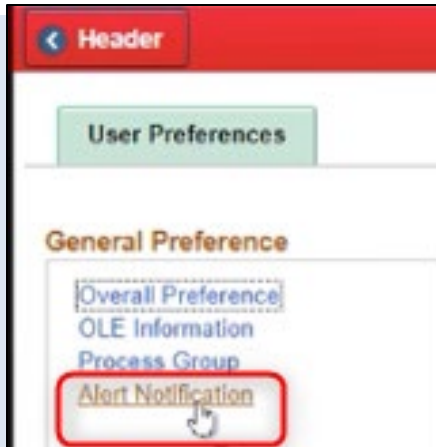 Header
User Preferences
General Preference
Overall Preference
OLE Information
Process Group
Alert Notification